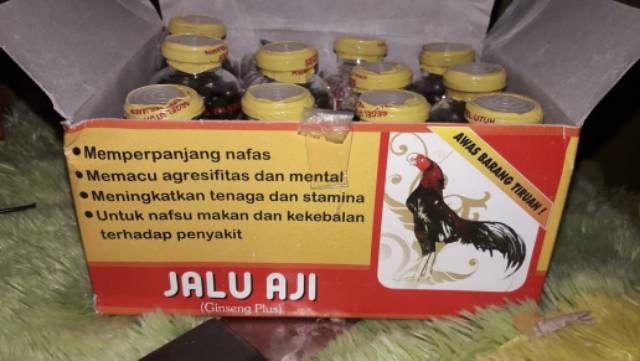 • Memperpanjang nafas
• Memacu agresifitas dan mental
• Meningkatkan tenaga dan stamina
• Untuk nafsu makan dan kekebalan
terhadap penyakit
AWAS BARANG TIRUAN !
JALU AJI
(Ginseng Plus)